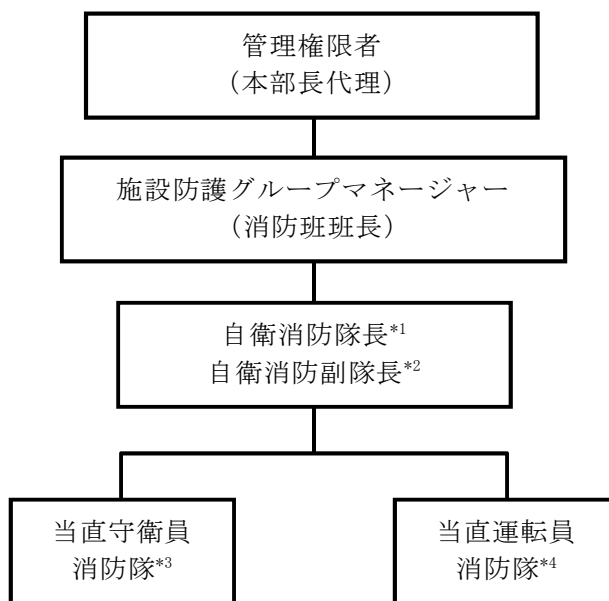 管理権限者
（本部長代理）
施設防護グループマネージャー
（消防班班長）
自衛消防隊長*1
自衛消防副隊長*2
当直守衛員
消防隊*3
当直運転員
消防隊*4